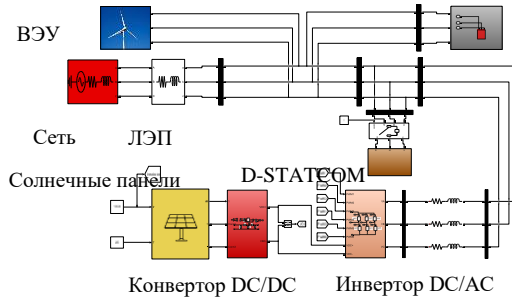 ВЭУ
Сеть
ЛЭП
D-STATCOM
Солнечные панели
Конвертор DC/DC
Инвертор DC/AC